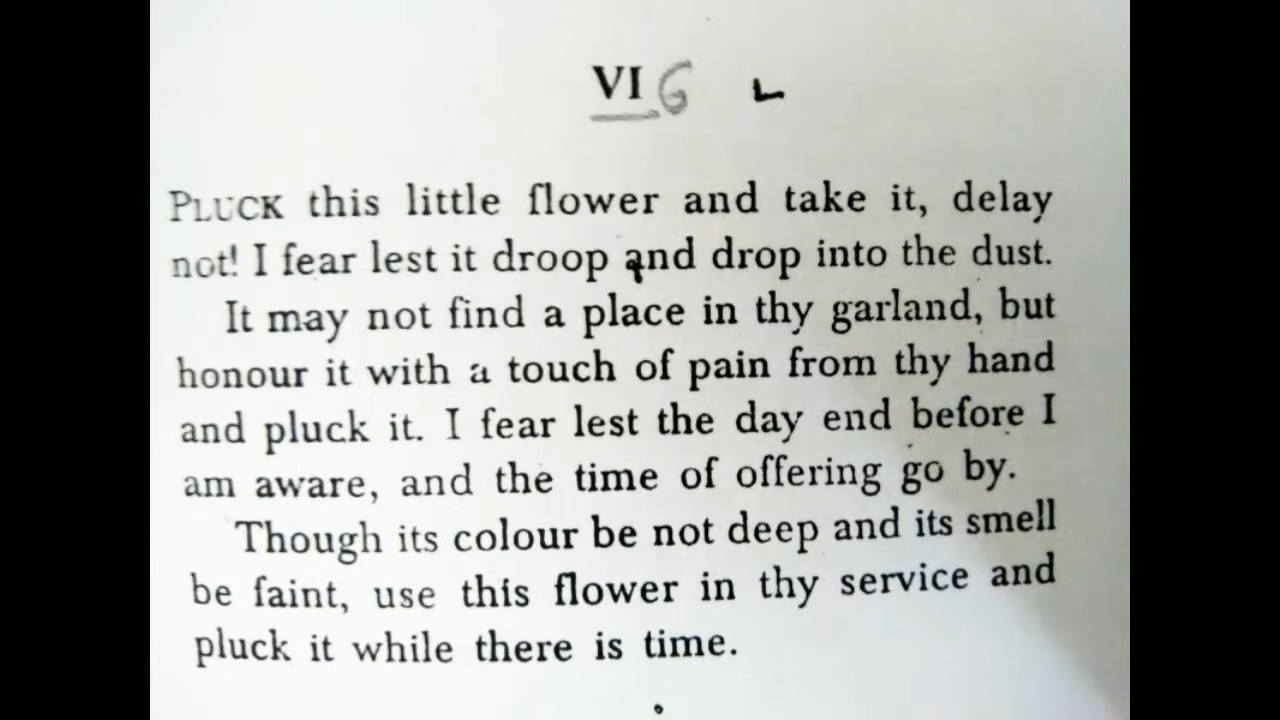 VI 6
PLUCK this little flower and take it, delay
not! I fear lest it droop and drop into the dust.
It may not find a place in thy garland, but
honour it with a touch of pain from thy hand
and pluck it. I fear lest the day end before I
am aware, and the time of offering go by.
Though its colour be not deep and its smell
be faint, use this flower in thy service and
pluck it while there is time.